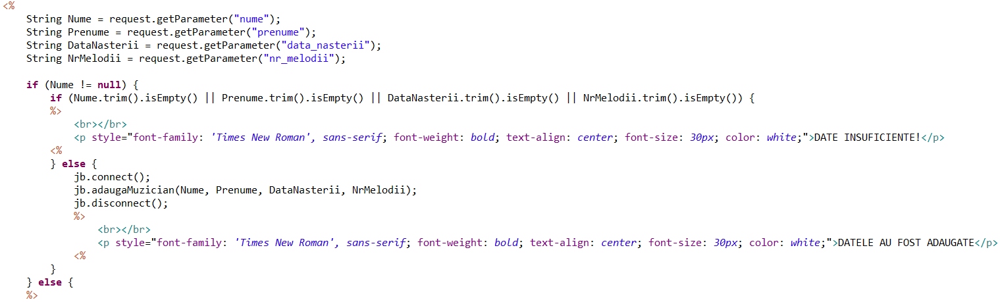 <%
    String Nume = request.getParameter("nume");
    String Prenume = request.getParameter("prenume");
    String DataNasterii = request.getParameter("data_nasterii");
    String NrMelodii = request.getParameter("nr_melodii");

    if (Nume != null) {
        if (Nume.trim().isEmpty() || Prenume.trim().isEmpty() || DataNasterii.trim().isEmpty() || NrMelodii.trim().isEmpty()) {
        %>
            <br></br>
            <p style="font-family: 'Times New Roman', sans-serif; font-weight: bold; text-align: center; font-size: 30px; color: white;">DATE INSUFICIENTE!</p>
        <%
        } else {
            jb.connect();
            jb.adaugaMuzician(Nume, Prenume, DataNasterii, NrMelodii);
            jb.disconnect();
            %>
                <br></br>
                <p style="font-family: 'Times New Roman', sans-serif; font-weight: bold; text-align: center; font-size: 30px; color: white;">DATELE AU FOST ADAUGATE</p>
            <%
        }
    } else {
    %>